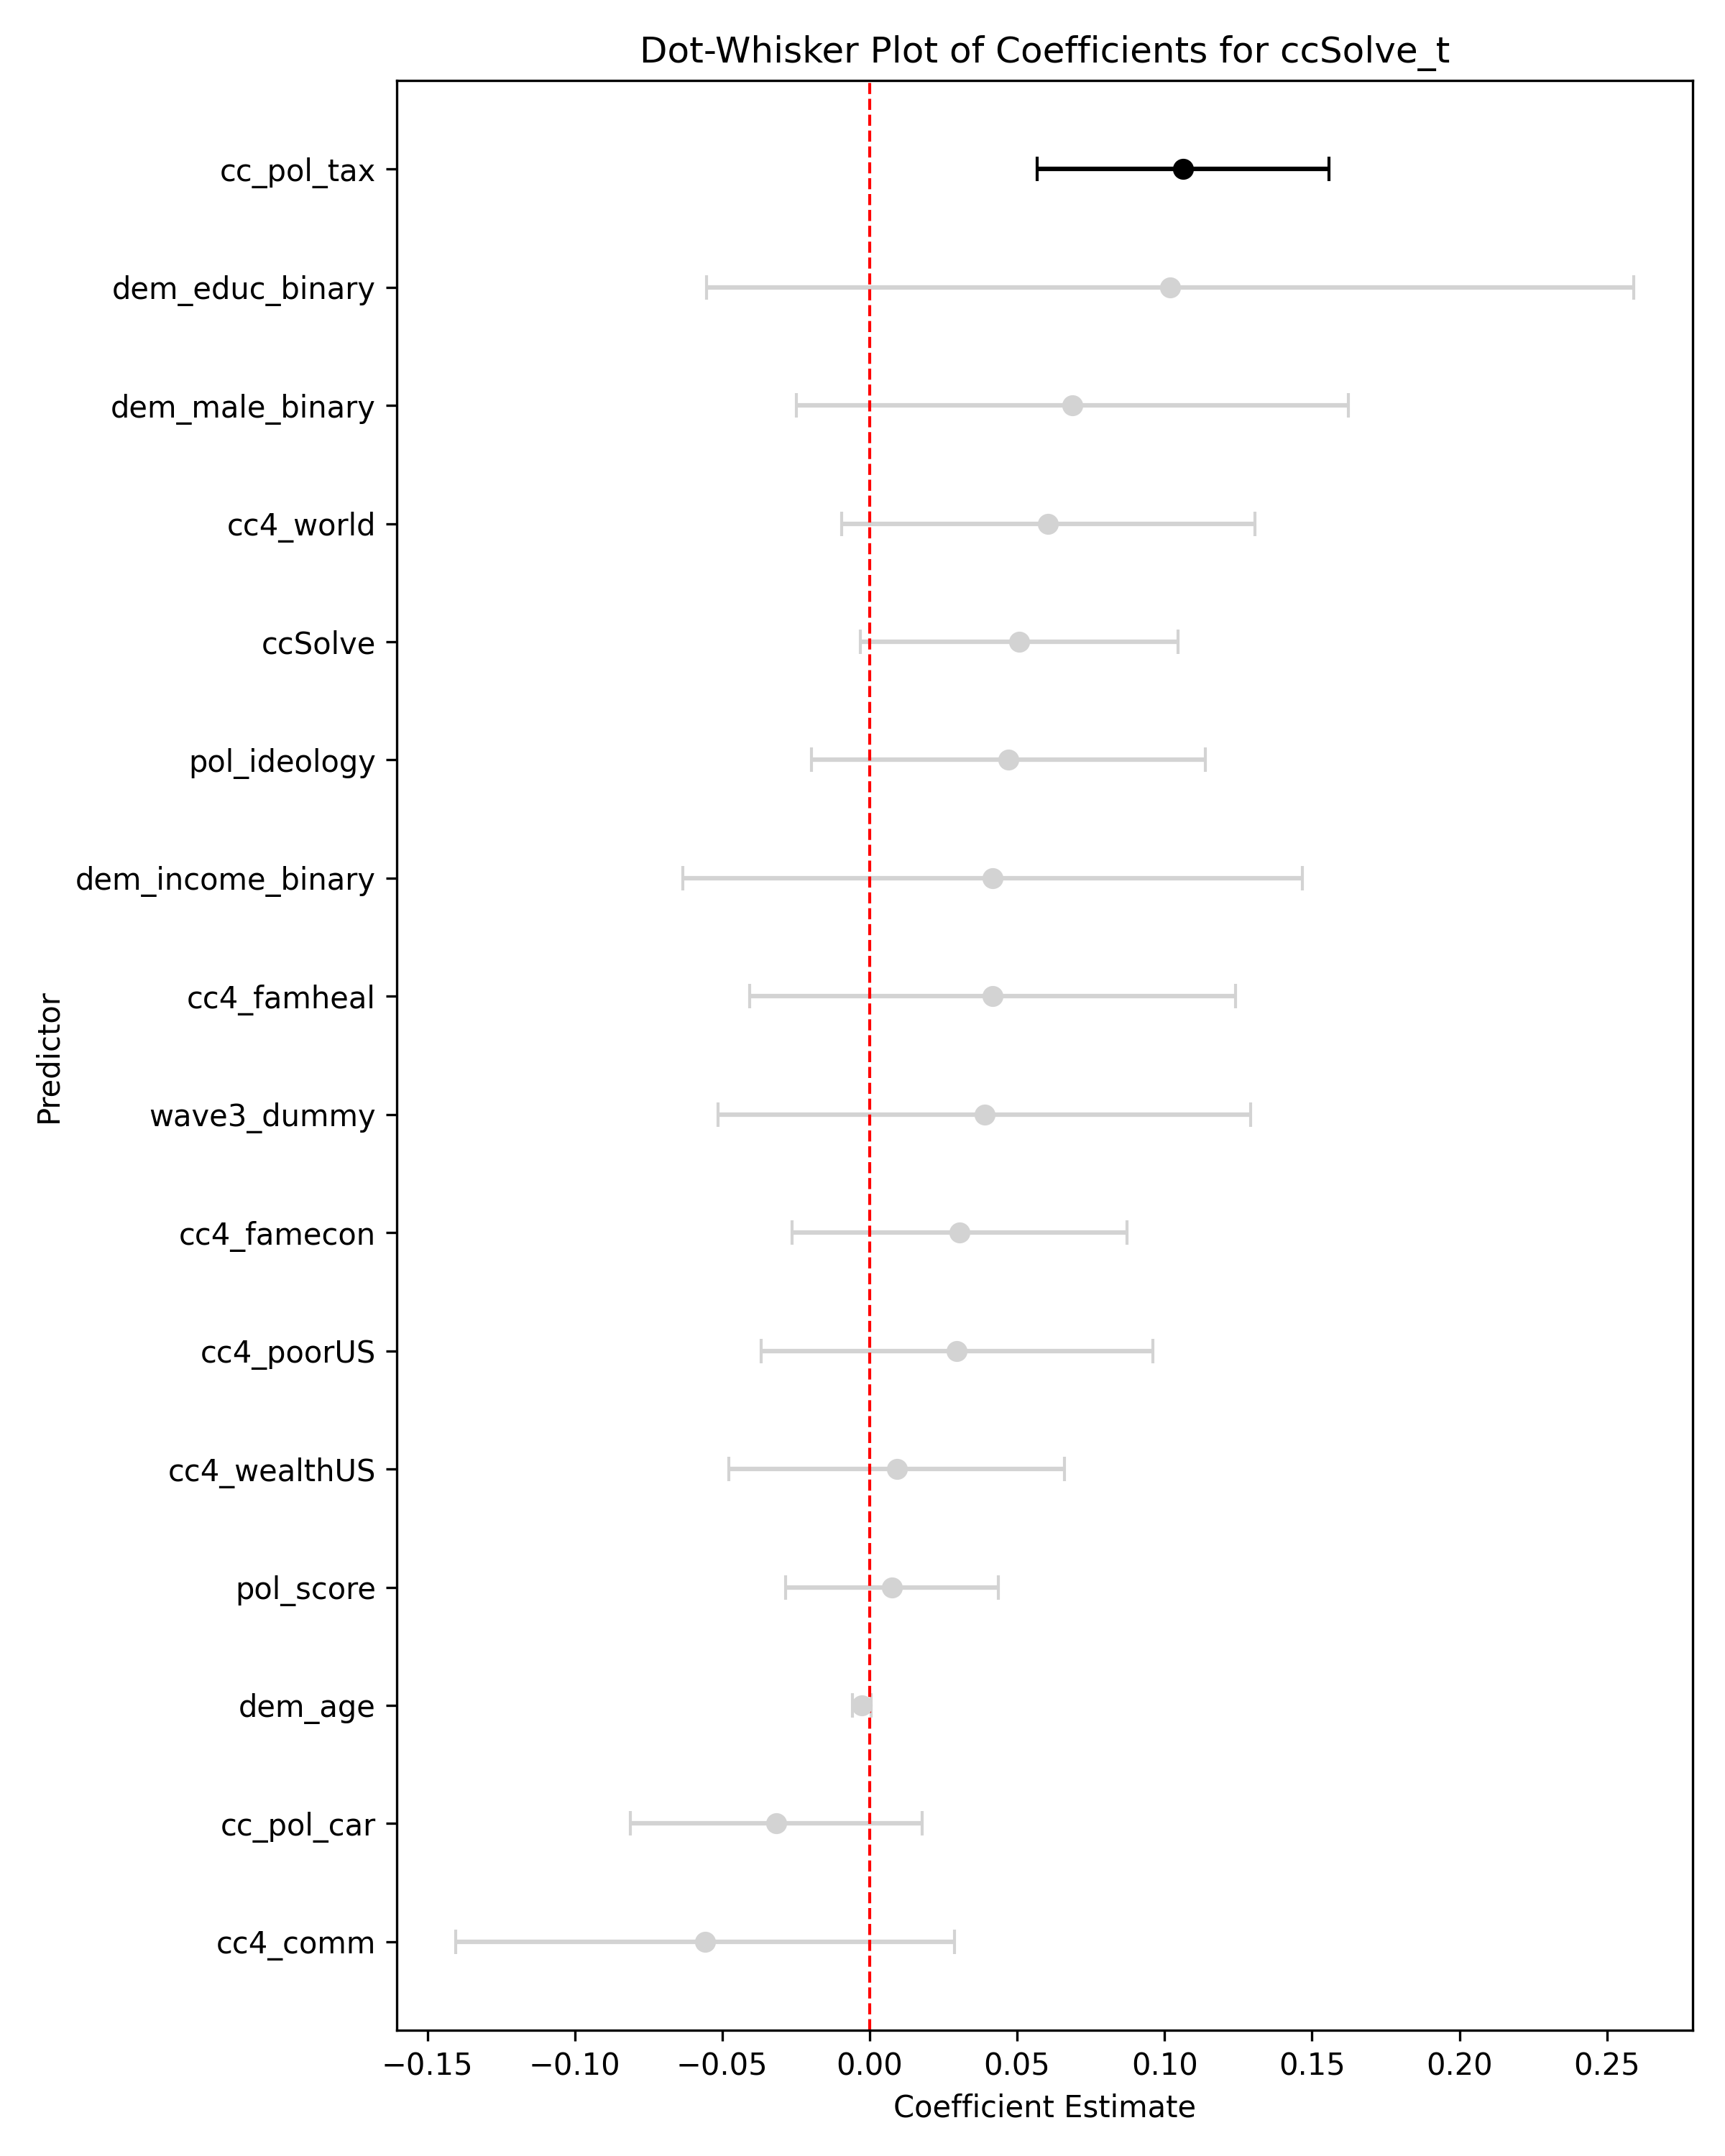 Dot-Whisker Plot of Coefficients for ccSolve_t
cc_pol_tax
dem_educ_binary
dem_male_binary
cc4_world
ccSolve
pol_ideology
dem_income_binary
cc4_famheal
wave3_dummy
cc4_famecon
cc4_poorUS
cc4_wealthUS
pol_score
dem_age
cc_pol_car
cc4_comm
Predictor
−0.15 −0.10 −0.05 0.00 0.05 0.10 0.15 0.20 0.25
Coefficient Estimate